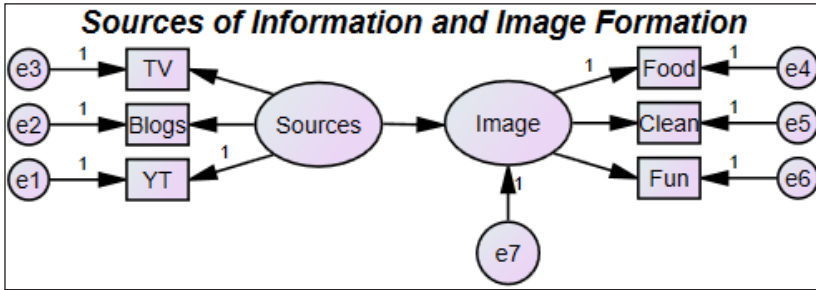 Sources of Information and Image Formation
e3 1 TV 1 Food 1 e4
e2 1 Blogs Sources Image Clean 1 e5
e1 1 YT 1 Fun 1 e6
1
e7